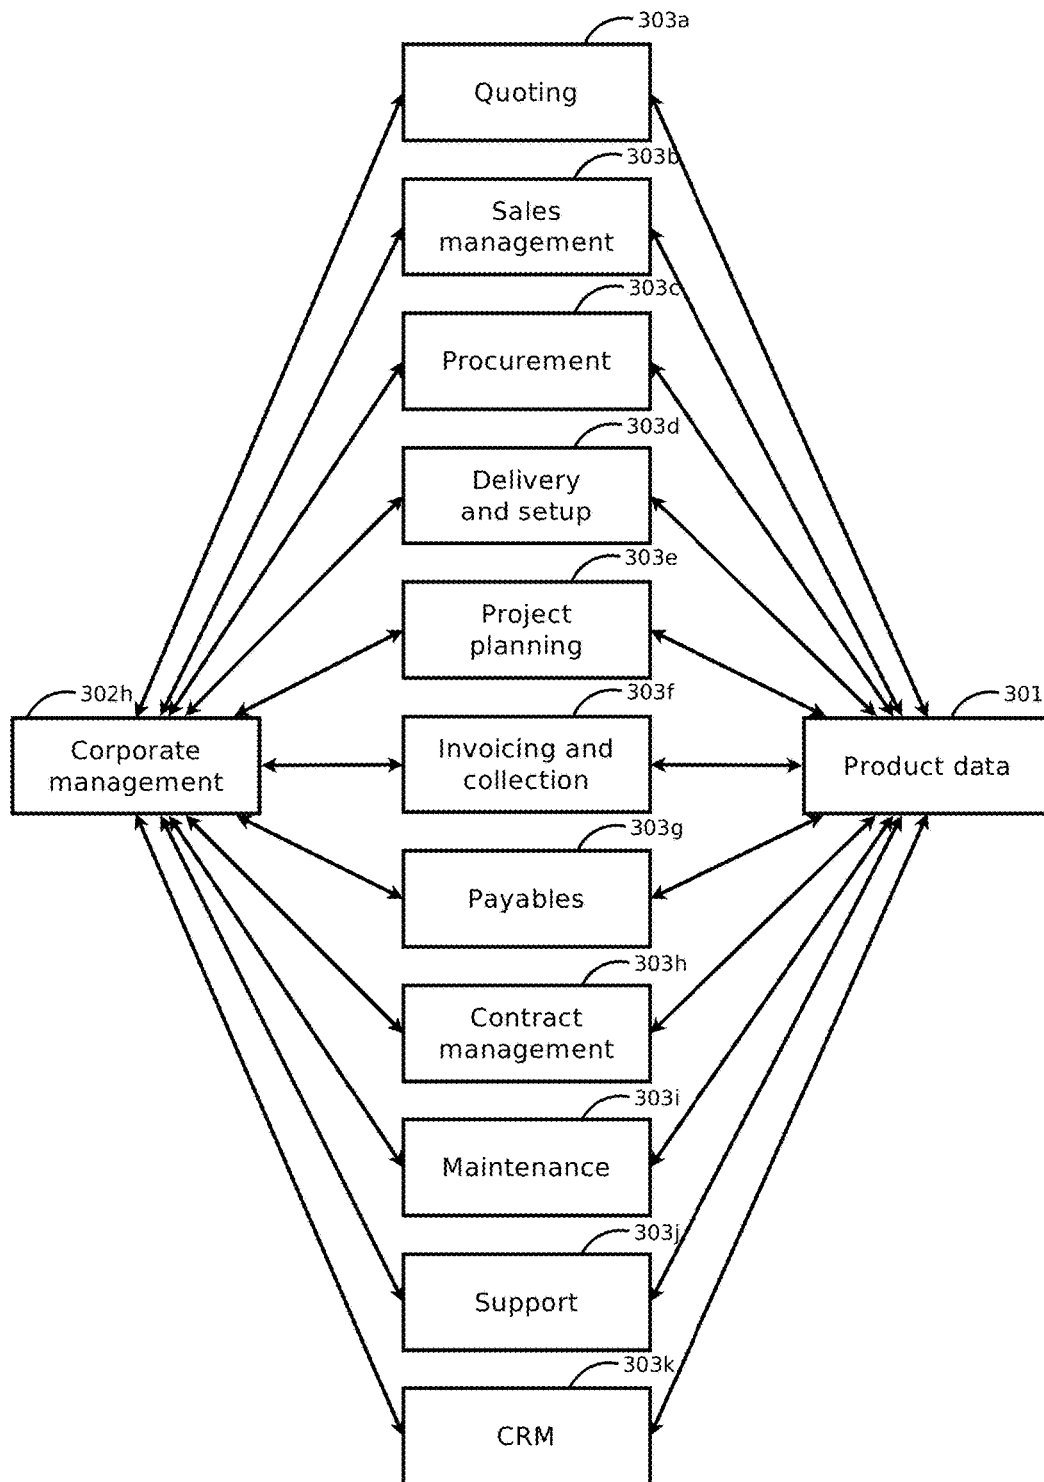 303a
Quoting
303b
Sales
management
303c
Procurement
303d
Delivery
and setup
303e
Project
planning
302h
Corporate
management
303f
Invoicing and
collection
301
Product data
303g
Payables
303h
Contract
management
303i
Maintenance
303j
Support
303k
CRM